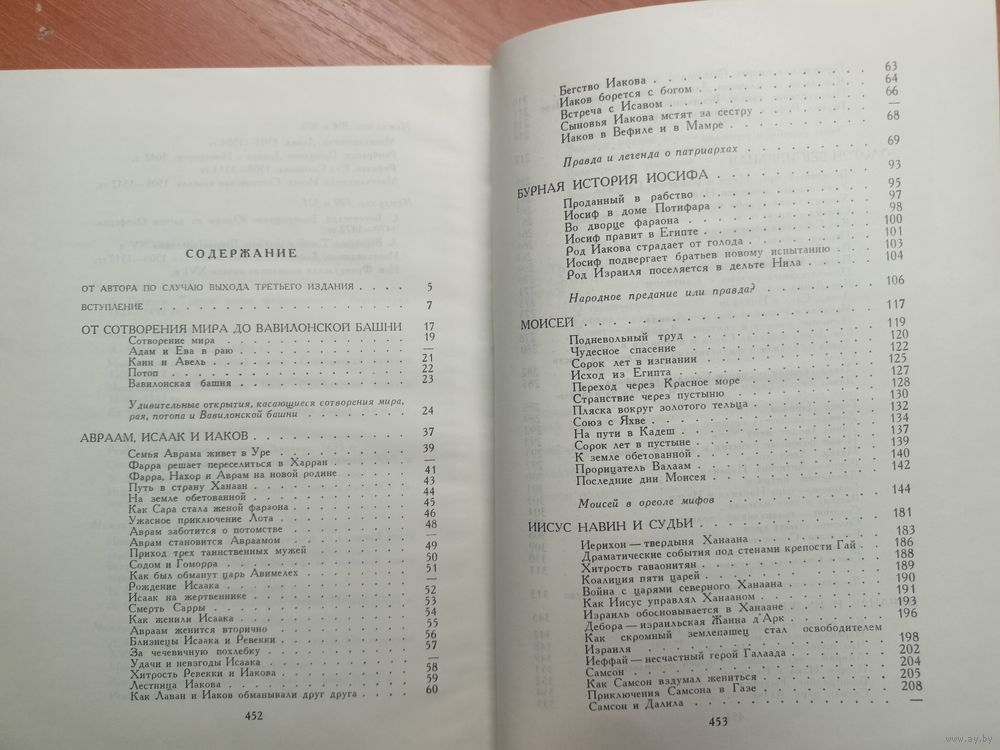 СОДЕРЖАНИЕ
ОТ АВТОРА ПО СЛУЧАЮ ВЫХОДА ТРЕТЬЕГО ИЗДАНИЯ . . . . 5
ВСТУПЛЕНИЕ . . . . 7
ОТ СОТВОРЕНИЯ МИРА ДО ВАВИЛОНСКОЙ БАШНИ 17
Сотворение мира . . . . 19
Адам и Ева в раю . . . . —
Каин и Авель . . . . 21
Потоп . . . . 22
Вавилонская башня . . . . 23
Удивительные открытия, касающиеся сотворения мира,
рая, потопа и Вавилонской башни . . . . 24
АВРААМ, ИСААК И ИАКОВ . . . . 37
Семья Аврама живет в Уре . . . . 39
Фарра решает переселиться в Харран . . . . —
Фарра, Нахор и Аврам на новой родине . . . . 41
Путь в страну Ханаан . . . . 43
На земле обетованной . . . . 44
Как Сара стала женой фараона . . . . 45
Ужасное приключение Лота . . . . 46
Аврам заботится о потомстве . . . . 48
Аврам становится Авраамом . . . . —
Приход трех таинственных мужей . . . . 49
Содом и Гоморра . . . . 50
Как был обманут царь Авимелех . . . . 51
Рождение Исаака . . . . —
Исаак на жертвеннике . . . . 52
Смерть Сарры . . . . 53
Как женили Исаака . . . . 54
Авраам женится вторично . . . . 55
Близнецы Исаака и Ревекки . . . . 56
За чечевичную похлебку . . . . 57
Удачи и невзгоды Исаака . . . . —
Хитрость Ревекки и Иакова . . . . 58
Лестница Иакова . . . . 59
Как Лаван и Иаков обманывали друг друга . . . . 60
452
Бегство Иакова . . . . 63
Иаков борется с богом . . . . 64
Встреча с Исавом . . . . 66
Сыновья Иакова мстят за сестру . . . . —
Иаков в Вефиле и в Мамре . . . . 68
Правда и легенда о патриархах . . . . 69
БУРНАЯ ИСТОРИЯ ИОСИФА . . . . 93
Проданный в рабство . . . . 95
Иосиф в доме Потифара . . . . 97
Во дворце фараона . . . . 98
Иосиф правит в Египте . . . . 100
Род Иакова страдает от голода . . . . 101
Иосиф подвергает братьев новому испытанию . . . . 103
Род Израиля поселяется в дельте Нила . . . . 104
Народное предание или правда? . . . . 106
МОИСЕЙ . . . . 117
Подневольный труд . . . . 119
Чудесное спасение . . . . 120
Сорок лет в изгнании . . . . 122
Исход из Египта . . . . 125
Переход через Красное море . . . . 127
Странствие через пустыню . . . . 128
Пляска вокруг золотого тельца . . . . 130
Союз с Яхве . . . . 132
На пути в Кадеш . . . . 134
Сорок лет в пустыне . . . . 137
К земле обетованной . . . . 139
Прорицатель Валаам . . . . 140
Последние дни Моисея . . . . 142
Моисей в ореоле мифов . . . . 144
ИИСУС НАВИН И СУДЬИ . . . . 181
Иерихон — твердыня Ханаана . . . . 183
Драматические события под стенами крепости Гай . . 186
Хитрость гаваонитян . . . . 188
Коалиция пяти царей . . . . 189
Война с царями северного Ханаана . . . . 190
Как Иисус управлял Ханааном . . . . 191
Израиль обосновывается в Ханаане . . . . 193
Дебора — израильская Жанна д'Арк . . . . 196
Как скромный землепашец стал освободителем
Израиля . . . . 198
Иеффай — несчастный герой Галаада . . . . 202
Самсон . . . . 204
Как Самсон вздумал жениться . . . . 205
Приключения Самсона в Газе . . . . 208
Самсон и Далила . . . . —
453
www.ay.by